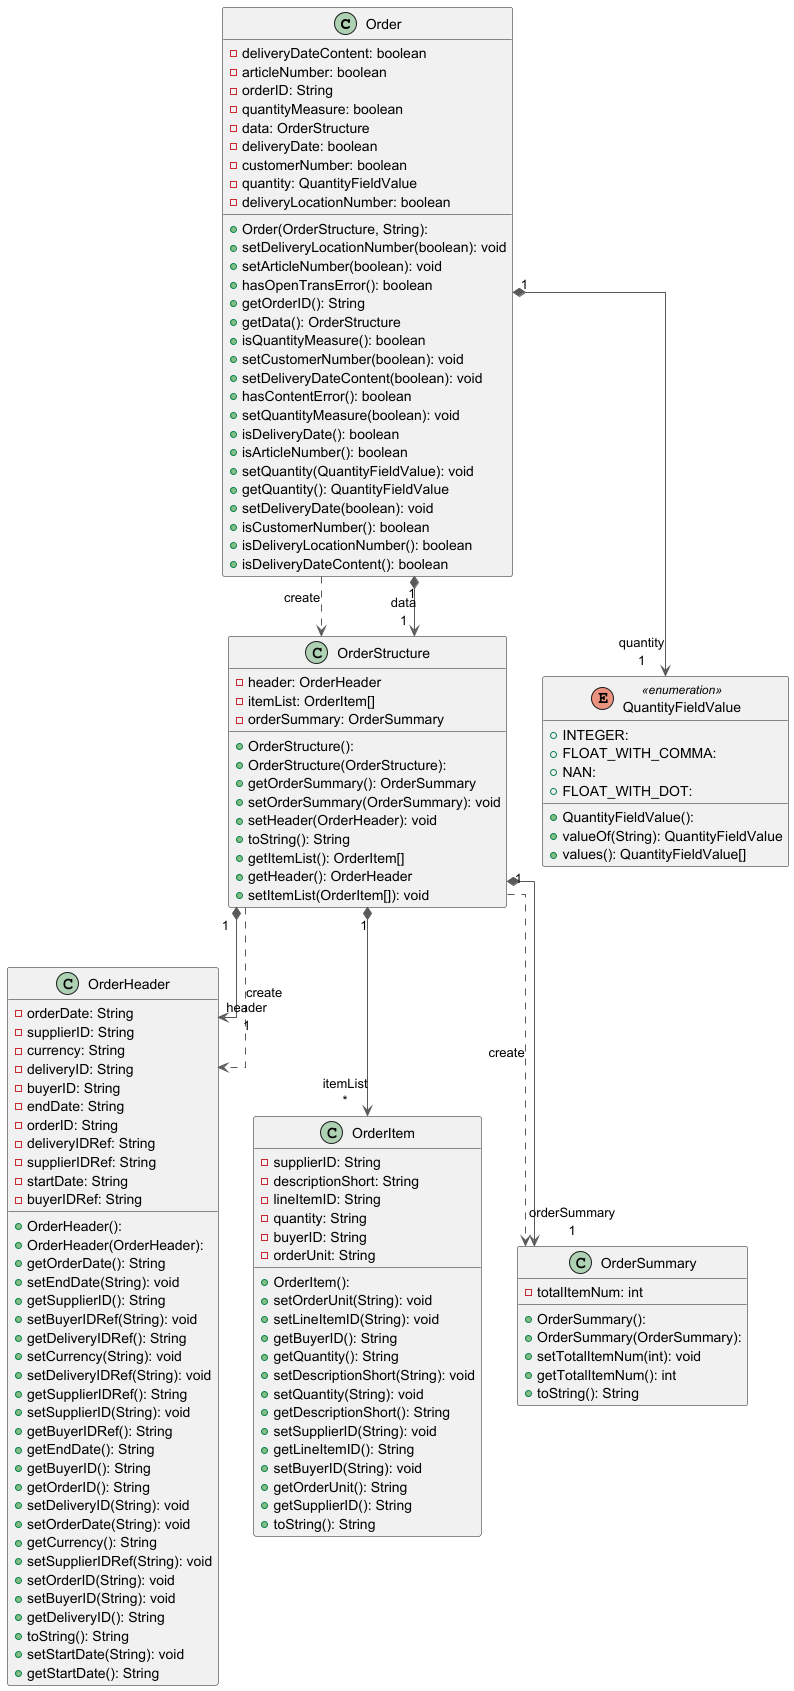 C Order
deliveryDateContent: boolean
articleNumber: boolean
orderID: String
quantityMeasure: boolean
data: OrderStructure
deliveryDate: boolean
customerNumber: boolean
quantity: QuantityFieldValue
deliveryLocationNumber: boolean
Order(OrderStructure, String):
setDeliveryLocationNumber(boolean): void
setArticleNumber(boolean): void
hasOpenTransError(): boolean
getOrderID(): String
getData(): OrderStructure
isQuantityMeasure(): boolean
setCustomerNumber(boolean): void
setDeliveryDateContent(boolean): void
hasContentError(): boolean
setQuantityMeasure(boolean): void
isDeliveryDate(): boolean
isArticleNumber(): boolean
setQuantity(QuantityFieldValue): void
getQuantity(): QuantityFieldValue
setDeliveryDate(boolean): void
isCustomerNumber(): boolean
isDeliveryLocationNumber(): boolean
isDeliveryDateContent(): boolean
1
quantity
1
create
1
data
1
C OrderStructure
header: OrderHeader
itemList: OrderItem[]
orderSummary: OrderSummary
OrderStructure():
OrderStructure(OrderStructure):
getOrderSummary(): OrderSummary
setOrderSummary(OrderSummary): void
setHeader(OrderHeader): void
toString(): String
getItemList(): OrderItem[]
getHeader(): OrderHeader
setItemList(OrderItem[]): void
E «enumeration»
QuantityFieldValue
INTEGER:
FLOAT_WITH_COMMA:
NAN:
FLOAT_WITH_DOT:
QuantityFieldValue():
valueOf(String): QuantityFieldValue
values(): QuantityFieldValue[]
1
1
1
create
header
1
itemList
*
create
orderSummary
1
C OrderHeader
orderDate: String
supplierID: String
currency: String
deliveryID: String
buyerID: String
endDate: String
orderID: String
deliveryIDRef: String
supplierIDRef: String
startDate: String
buyerIDRef: String
OrderHeader():
OrderHeader(OrderHeader):
getOrderDate(): String
setEndDate(String): void
getSupplierID(): String
setBuyerIDRef(String): void
getDeliveryIDRef(): String
setCurrency(String): void
setDeliveryIDRef(String): void
getSupplierIDRef(): String
setSupplierID(String): void
getBuyerIDRef(): String
getEndDate(): String
getBuyerID(): String
getOrderID(): String
setDeliveryID(String): void
setOrderDate(String): void
getCurrency(): String
setSupplierIDRef(String): void
setOrderID(String): void
setBuyerID(String): void
getDeliveryID(): String
toString(): String
setStartDate(String): void
getStartDate(): String
C OrderItem
supplierID: String
descriptionShort: String
lineItemID: String
quantity: String
buyerID: String
orderUnit: String
OrderItem():
setOrderUnit(String): void
setLineItemID(String): void
getBuyerID(): String
getQuantity(): String
setDescriptionShort(String): void
setQuantity(String): void
getDescriptionShort(): String
setSupplierID(String): void
getLineItemID(): String
setBuyerID(String): void
getOrderUnit(): String
getSupplierID(): String
toString(): String
C OrderSummary
totalItemNum: int
OrderSummary():
OrderSummary(OrderSummary):
setTotalItemNum(int): void
getTotalItemNum(): int
toString(): String